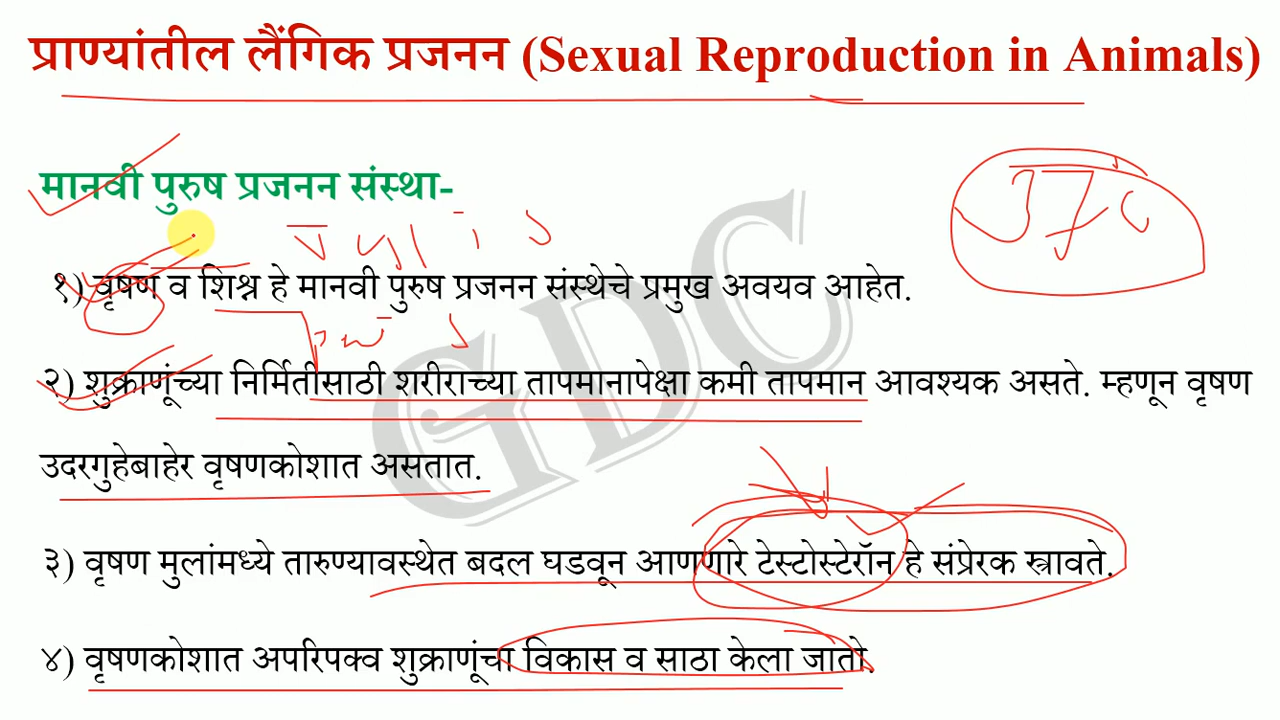 प्राण्यांतील लैंगिक प्रजनन (Sexual Reproduction in Animals)
मानवी पुरुष प्रजनन संस्था-
37°c
१) वृषण व शिश्न हे मानवी पुरुष प्रजनन संस्थेचे प्रमुख अवयव आहेत.
२) शुक्राणूंच्या निर्मितीसाठी शरीराच्या तापमानापेक्षा कमी तापमान आवश्यक असते. म्हणून वृषण
उदरगुहेबाहेर वृषणकोशात असतात.
३) वृषण मुलांमध्ये तारुण्यावस्थेत बदल घडवून आणणारे टेस्टोस्टेरॉन हे संप्रेरक स्त्रावते.
४) वृषणकोशात अपरिपक्व शुक्राणूंचा विकास व साठा केला जातो.
GDC